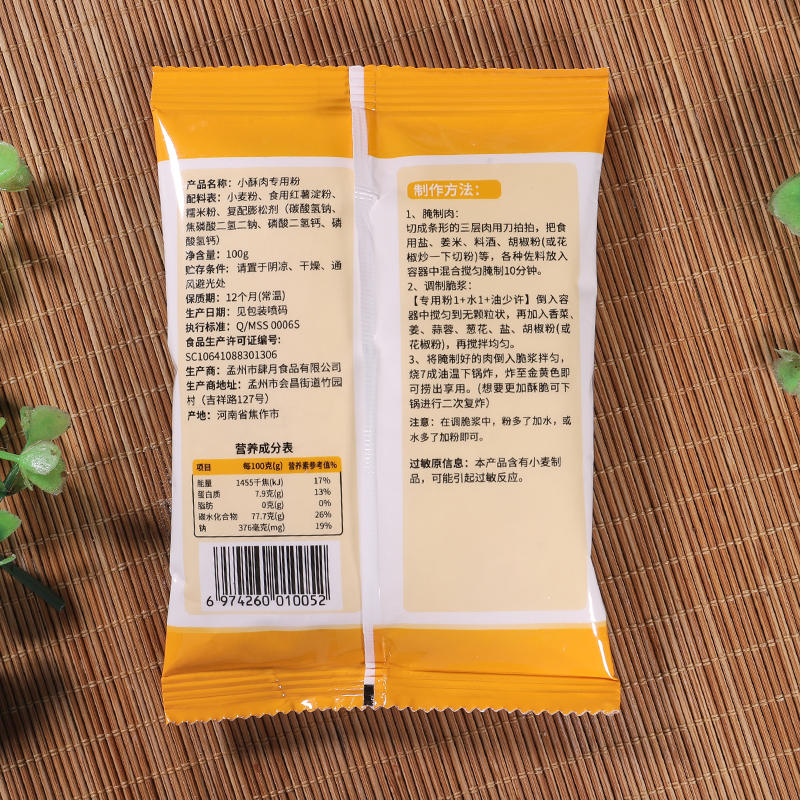 产品名称：小酥肉专用粉
配料表：小麦粉、食用红薯淀粉、
糯米粉、复配膨松剂（碳酸氢钠、
焦磷酸二氢二钠、磷酸二氢钙、磷
酸氢钙）
净含量：100g
贮存条件：请置于阴凉、干燥、通
风避光处
保质期：12个月(常温)
生产日期：见包装喷码
执行标准：Q/MSS 0006S
食品生产许可证编号:
SC10641088301306
生产商：孟州市肆月食品有限公司
生产商地址：孟州市会昌街道竹园
村（吉祥路127号）
产地：河南省焦作市
营养成分表
项目 每100克(g) 营养素参考值%
能量 1455千焦(kJ) 17%
蛋白质 7.9克(g) 13%
脂肪 0克(g) 0%
碳水化合物 77.7克(g) 26%
钠 376毫克(mg) 19%
6 974260 010052
制作方法：
1、腌制肉：
切成条形的三层肉用刀拍拍，把食
用盐、姜米、料酒、胡椒粉(或花
椒炒一下切粉)等，各种佐料放入
容器中混合搅匀腌制10分钟。
2、调制脆浆：
【专用粉1+水1+油少许】倒入容
器中搅匀到无颗粒状，再加入香菜、
姜、蒜蓉、葱花、盐、胡椒粉(或
花椒粉)，再搅拌均匀。
3、将腌制好的肉倒入脆浆拌匀，
烧7成油温下锅炸，炸至金黄色即
可捞出享用。(想要更加酥脆可下
锅进行二次复炸)
注意：在调脆浆中，粉多了加水，或
水多了加粉即可。
过敏原信息：本产品含有小麦制
品，可能引起过敏反应。